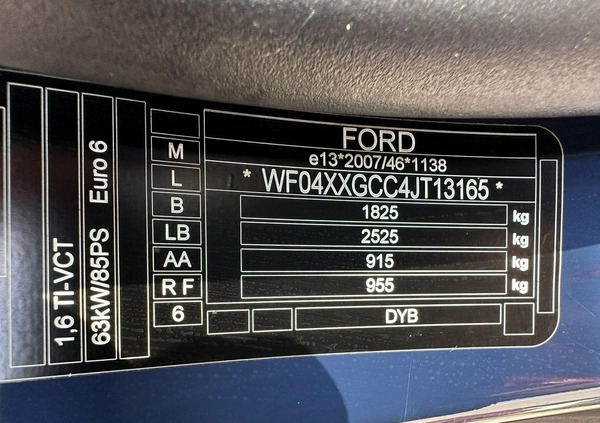 FORD
e13*2007/46*1138
* WF04XXGCC4JT13165 *
1825 kg
2525 kg
915 kg
955 kg
DYB
M
L
B
LB
AA
R F
6
1,6 TI-VCT
63kW/85PS Euro 6